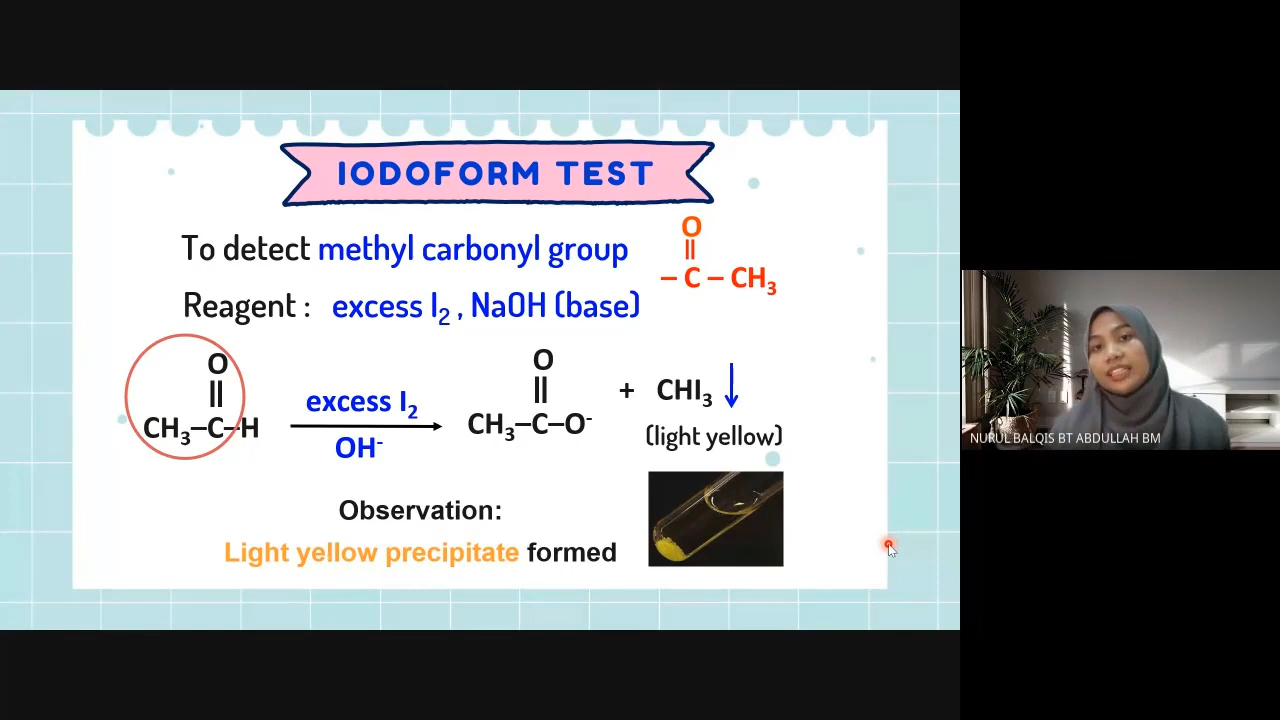 IODOFORM TEST
To detect methyl carbonyl group
O
||
– C – CH₃
Reagent : excess I₂ , NaOH (base)
O
||
CH₃–C–H
excess I₂
OH⁻
O
||
CH₃–C–O⁻
+ CHI₃ ↓
(light yellow)
Observation:
Light yellow precipitate formed
NURUL BALQIS BT ABDULLAH BM